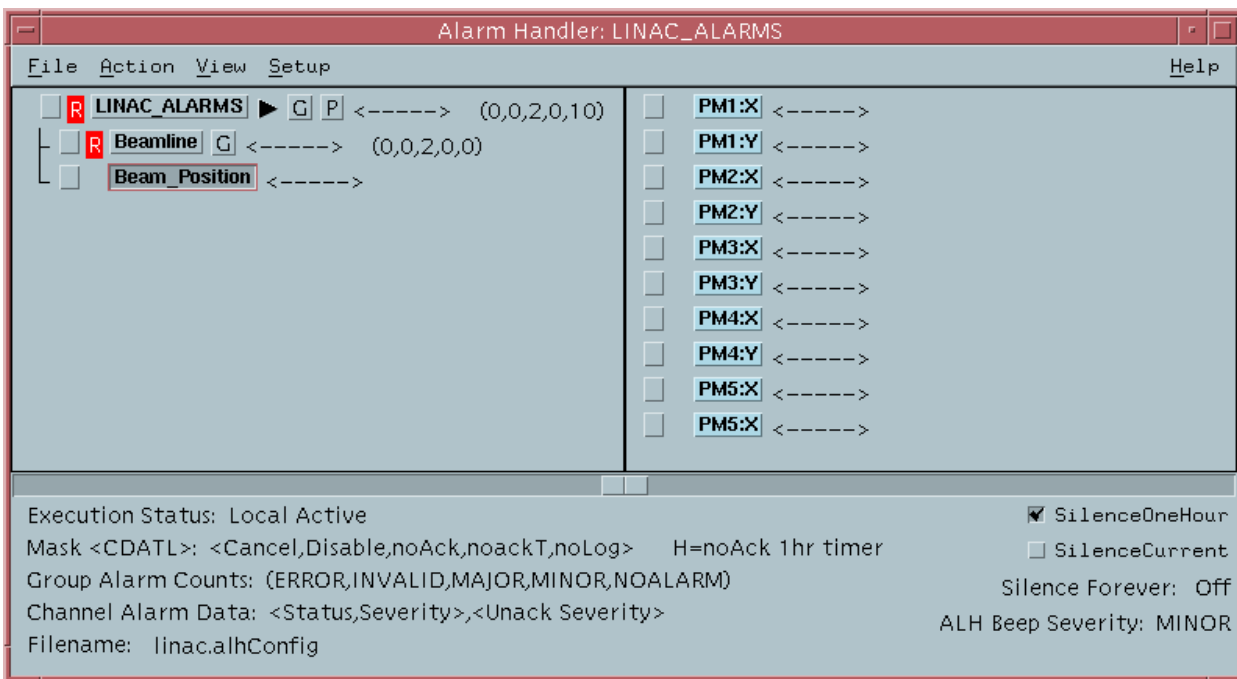 Alarm Handler: LINAC_ALARMS
File Action View Setup Help
R LINAC_ALARMS G P <-----> (0,0,2,0,10)
R Beamline G <-----> (0,0,2,0,0)
Beam_Position <----->
PM1:X <----->
PM1:Y <----->
PM2:X <----->
PM2:Y <----->
PM3:X <----->
PM3:Y <----->
PM4:X <----->
PM4:Y <----->
PM5:X <----->
PM5:X <----->
Execution Status: Local Active
Mask <CDATL>: <Cancel,Disable,noAck,noackT,noLog> H=noAck 1hr timer
Group Alarm Counts: (ERROR,INVALID,MAJOR,MINOR,NOALARM)
Channel Alarm Data: <Status,Severity>,<Unack Severity>
Filename: linac.alhConfig
SilenceOneHour
SilenceCurrent
Silence Forever: Off
ALH Beep Severity: MINOR